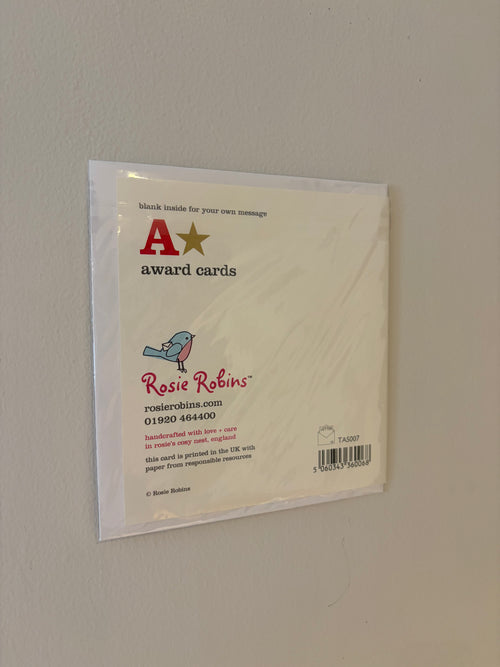 blank inside for your own message
A★
award cards
Rosie Robins™
rosierobins.com
01920 464400
handcrafted with love + care
in rosie's cosy nest, england
this card is printed in the UK with
paper from responsible resources
© Rosie Robins
TAS007
5 060343 360068